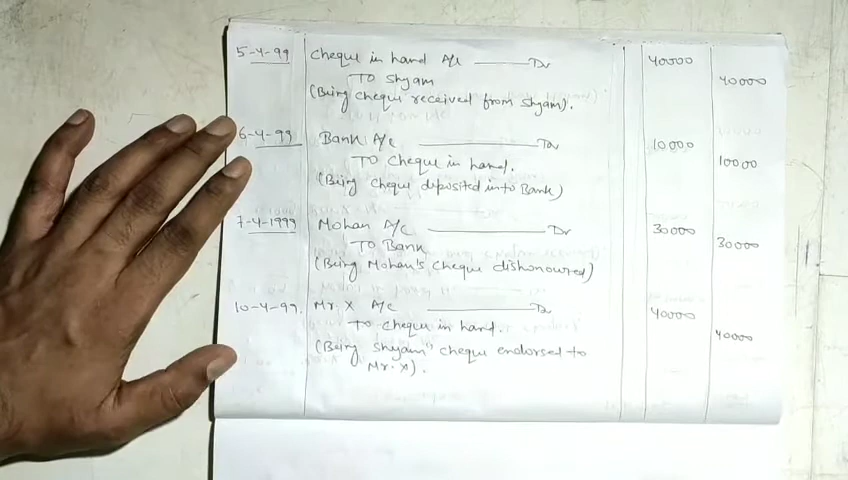 5-4-99 Cheque in hand A/c Dr 40000
To Shyam 40000
(Being cheque received from Shyam).
6-4-99 Bank A/c Dr 10000
To cheque in hand. 10000
(Being cheque deposited into Bank)
7-4-1999 Mohan A/c Dr 30000
To Bank 30000
(Being Mohan's cheque dishonoured)
10-4-99. Mr. X A/c Dr 40000
To cheque in hand. 40000
(Being Shyam" cheque endorsed to
Mr. X).